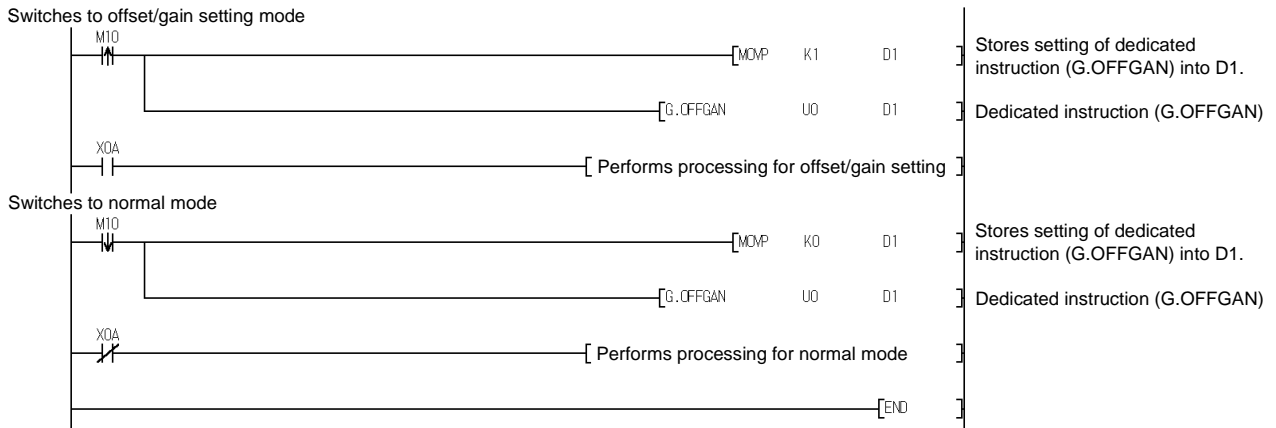 Switches to offset/gain setting mode
M10
MOVP K1 D1
Stores setting of dedicated
instruction (G.OFFGAN) into D1.
G.OFFGAN U0 D1
Dedicated instruction (G.OFFGAN)
X0A
Performs processing for offset/gain setting
Switches to normal mode
M10
MOVP K0 D1
Stores setting of dedicated
instruction (G.OFFGAN) into D1.
G.OFFGAN U0 D1
Dedicated instruction (G.OFFGAN)
X0A
Performs processing for normal mode
END